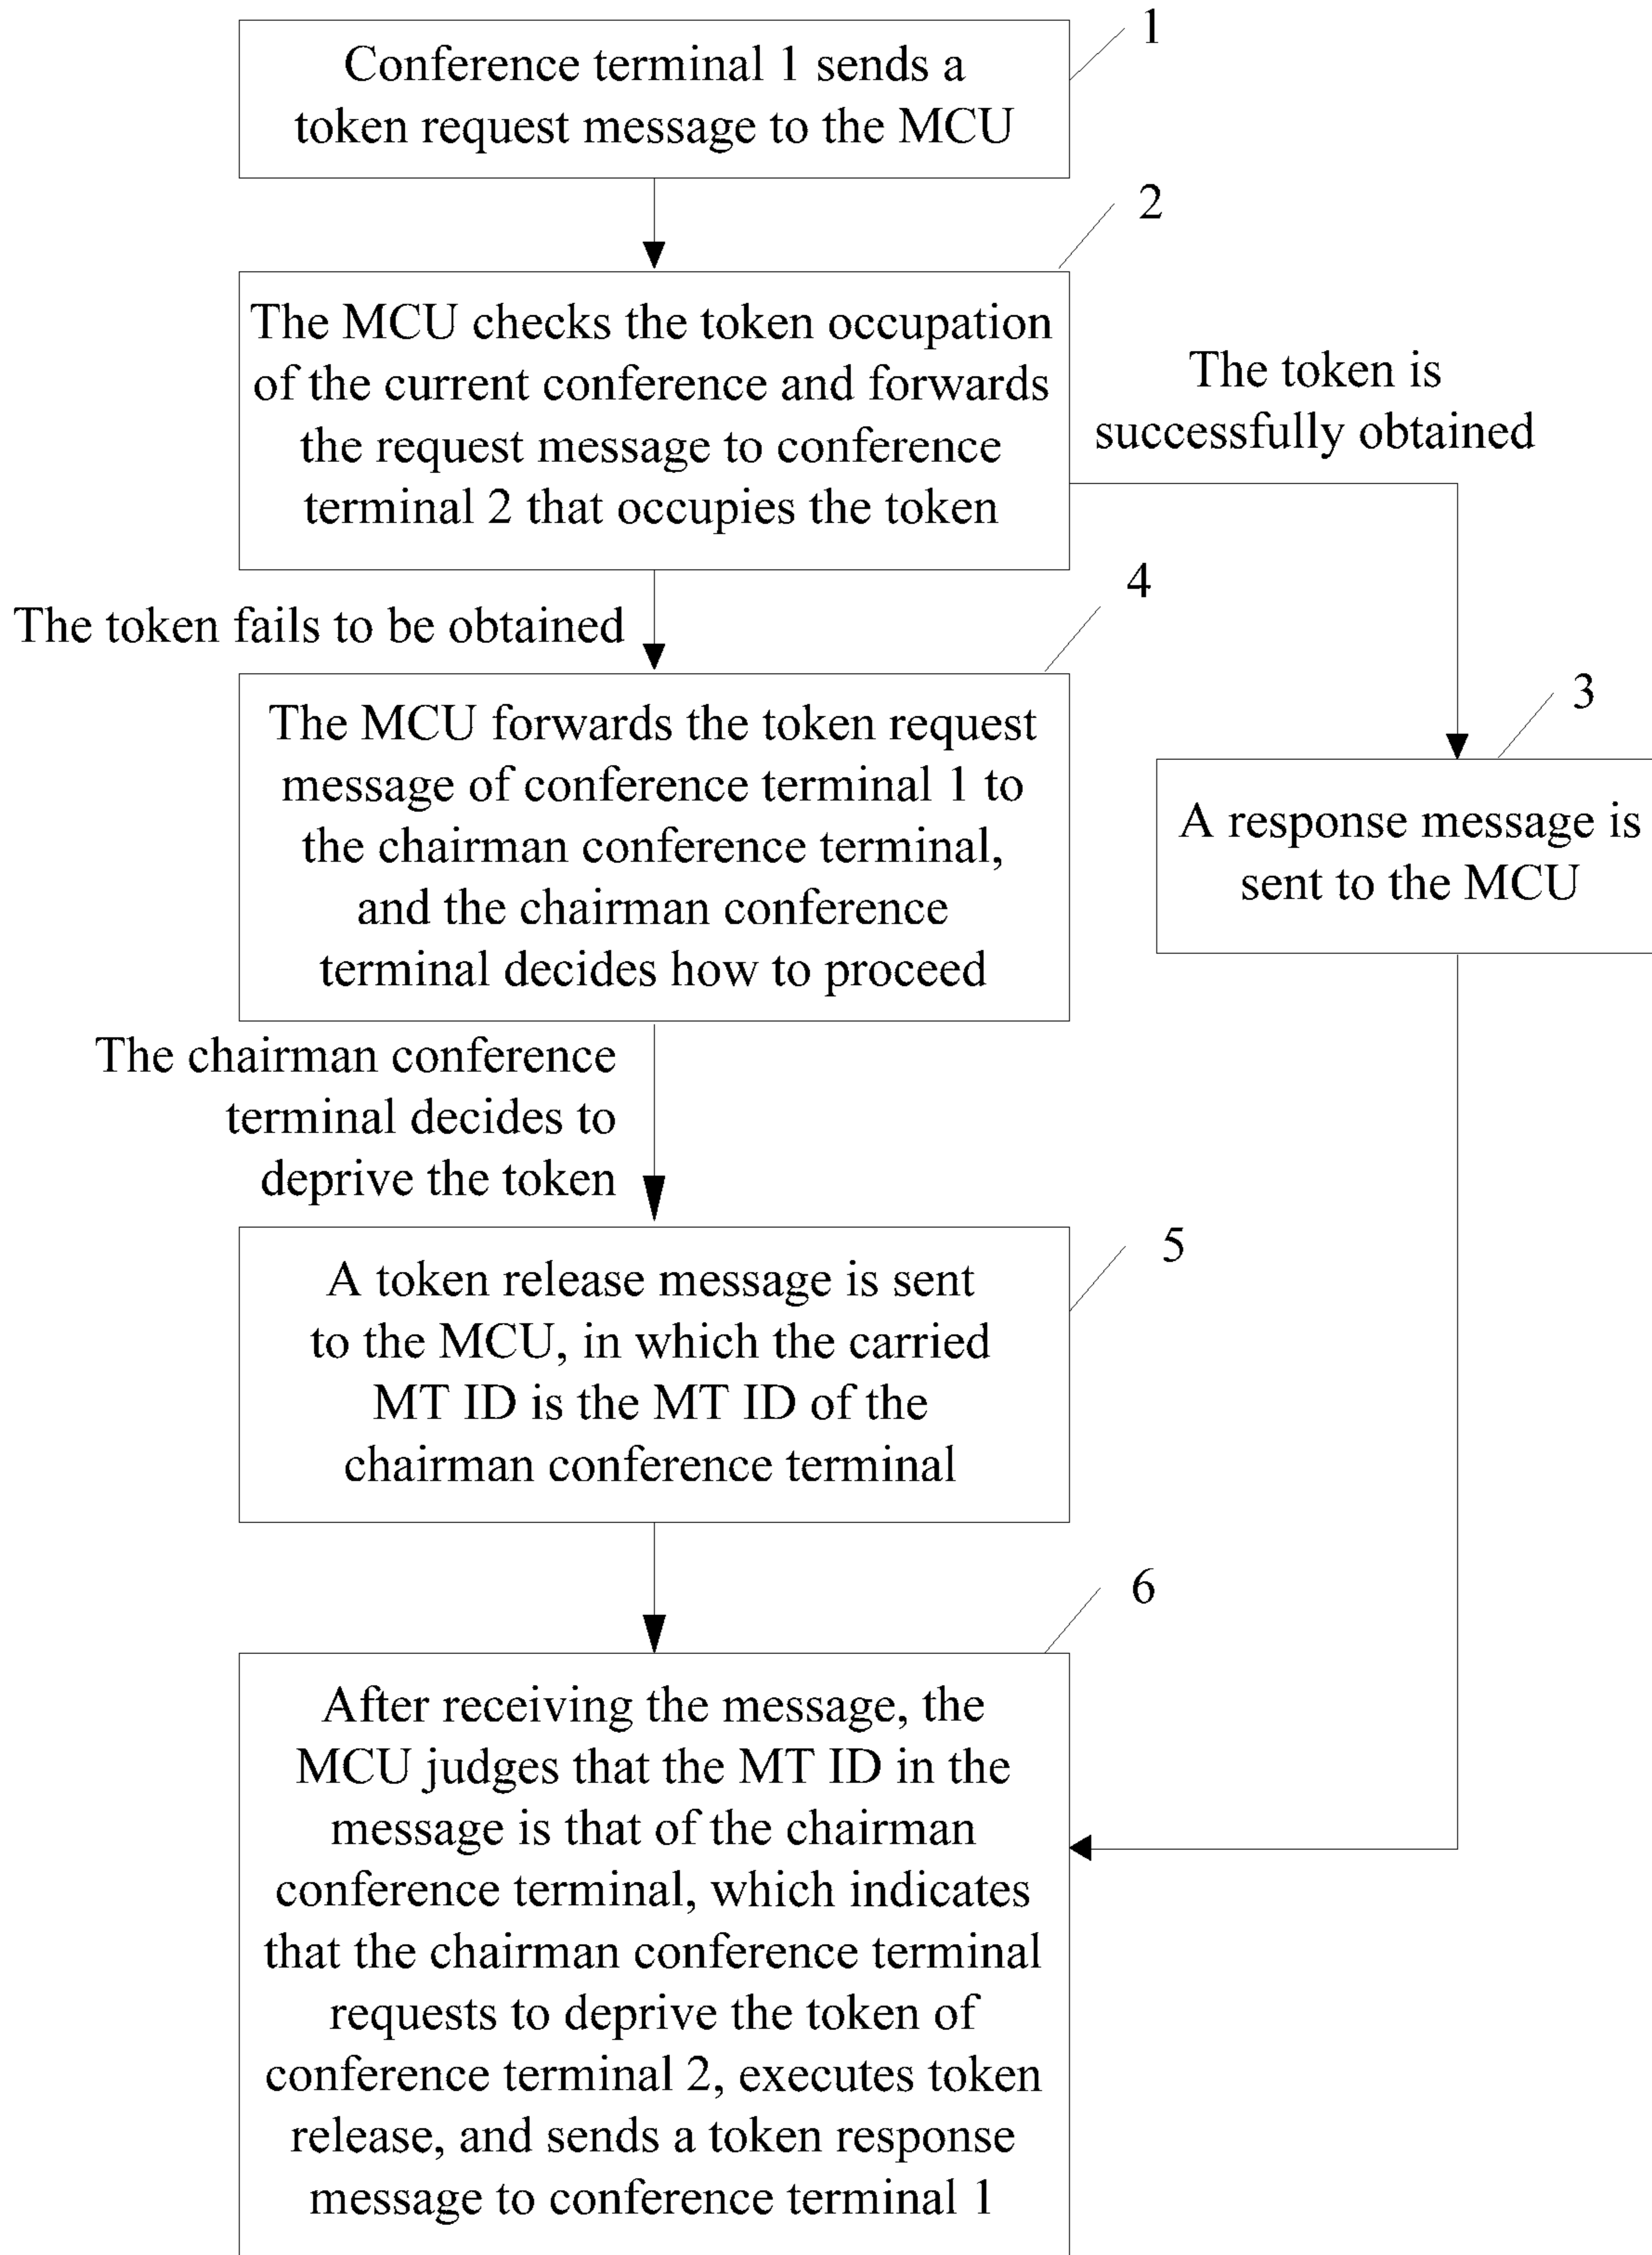 1
Conference terminal 1 sends a
token request message to the MCU
2
The MCU checks the token occupation
of the current conference and forwards
the request message to conference
terminal 2 that occupies the token
The token is
successfully obtained
The token fails to be obtained
4
The MCU forwards the token request
message of conference terminal 1 to
the chairman conference terminal,
and the chairman conference
terminal decides how to proceed
3
A response message is
sent to the MCU
The chairman conference
terminal decides to
deprive the token
5
A token release message is sent
to the MCU, in which the carried
MT ID is the MT ID of the
chairman conference terminal
6
After receiving the message, the
MCU judges that the MT ID in the
message is that of the chairman
conference terminal, which indicates
that the chairman conference terminal
requests to deprive the token of
conference terminal 2, executes token
release, and sends a token response
message to conference terminal 1